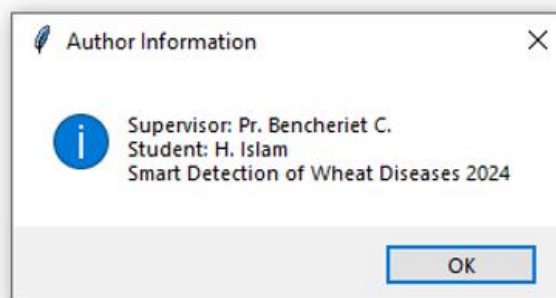 Author Information
Supervisor: Pr. Bencheriet C.
Student: H. Islam
Smart Detection of Wheat Diseases 2024
OK